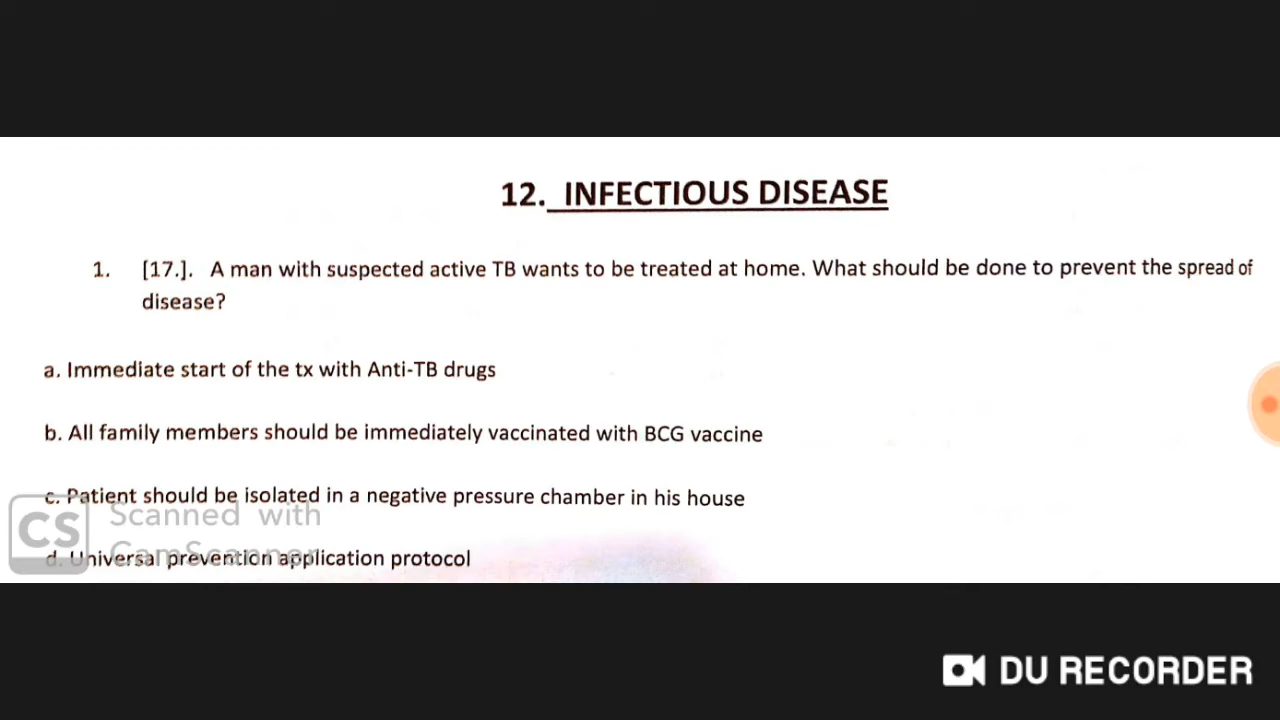 12. INFECTIOUS DISEASE
1. [17.]. A man with suspected active TB wants to be treated at home. What should be done to prevent the spread of
disease?
a. Immediate start of the tx with Anti-TB drugs
b. All family members should be immediately vaccinated with BCG vaccine
c. Patient should be isolated in a negative pressure chamber in his house
CS Scanned with
CamScanner
d. Universal prevention application protocol
DU RECORDER